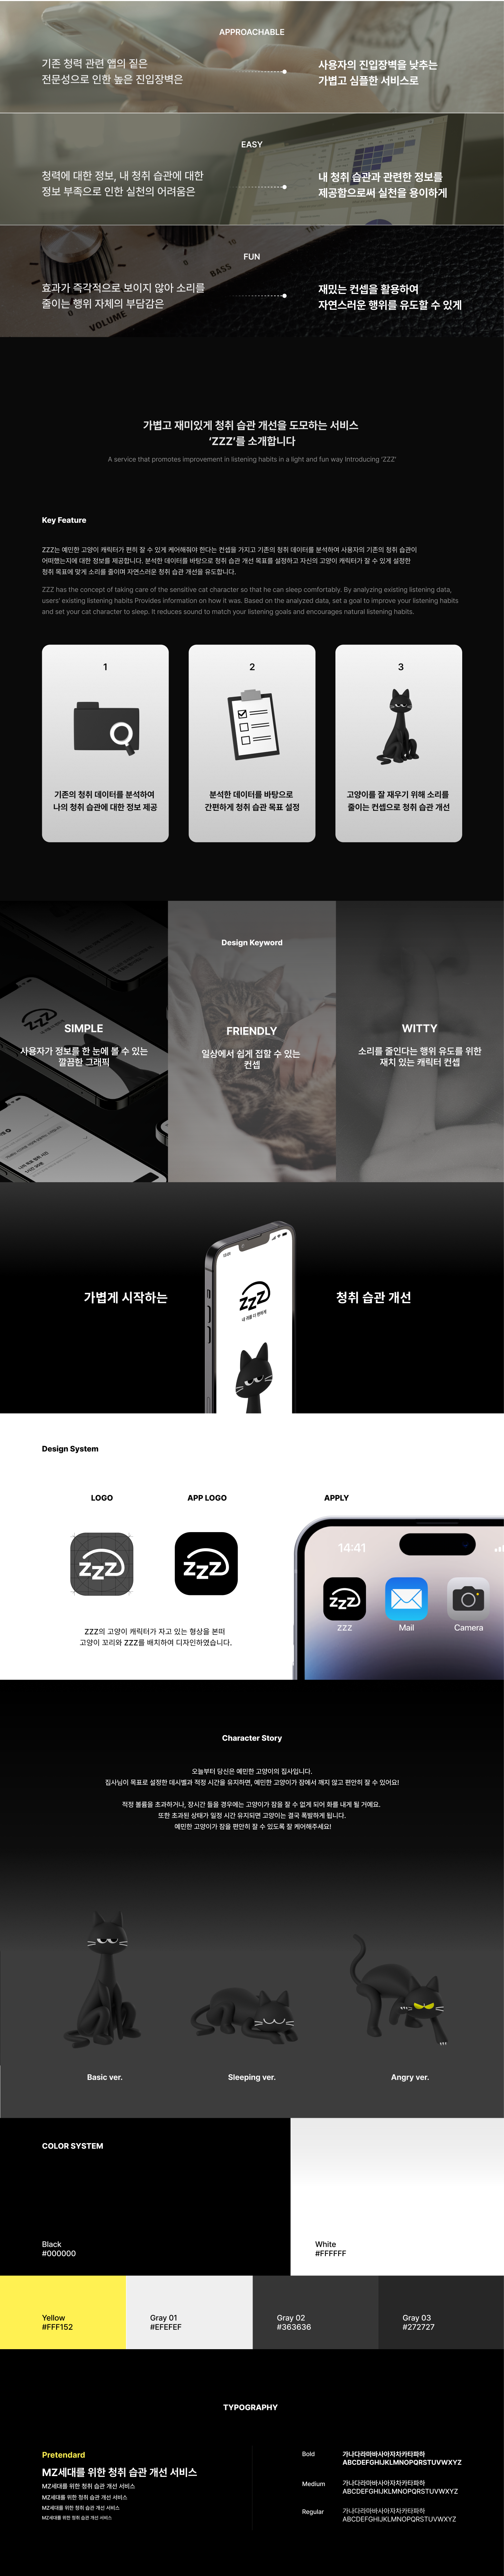 APPROACHABLE
기존 청력 관련 앱의 짙은
전문성으로 인한 높은 진입장벽은
사용자의 진입장벽을 낮추는
가볍고 심플한 서비스로
EASY
청력에 대한 정보, 내 청취 습관에 대한
정보 부족으로 인한 실천의 어려움은
내 청취 습관과 관련한 정보를
제공함으로써 실천을 용이하게
FUN
효과가 즉각적으로 보이지 않아 소리를
줄이는 행위 자체의 부담감은
재밌는 컨셉을 활용하여
자연스러운 행위를 유도할 수 있게
BASS
VOLUME
가볍고 재미있게 청취 습관 개선을 도모하는 서비스
‘ZZZ’를 소개합니다
A service that promotes improvement in listening habits in a light and fun way Introducing ‘ZZZ’
Key Feature
ZZZ는 예민한 고양이 캐릭터가 편히 잘 수 있게 케어해줘야 한다는 컨셉을 가지고 기존의 청취 데이터를 분석하여 사용자의 기존의 청취 습관이
어떠했는지에 대한 정보를 제공합니다. 분석한 데이터를 바탕으로 청취 습관 개선 목표를 설정하고 자신의 고양이 캐릭터가 잘 수 있게 설정한
청취 목표에 맞게 소리를 줄이며 자연스러운 청취 습관 개선을 유도합니다.
ZZZ has the concept of taking care of the sensitive cat character so that he can sleep comfortably. By analyzing existing listening data,
users' existing listening habits Provides information on how it was. Based on the analyzed data, set a goal to improve your listening habits
and set your cat character to sleep. It reduces sound to match your listening goals and encourages natural listening habits.
1
기존의 청취 데이터를 분석하여
나의 청취 습관에 대한 정보 제공
2
분석한 데이터를 바탕으로
간편하게 청취 습관 목표 설정
3
고양이를 잘 재우기 위해 소리를
줄이는 컨셉으로 청취 습관 개선
Design Keyword
SIMPLE
사용자가 정보를 한 눈에 볼 수 있는
깔끔한 그래픽
FRIENDLY
일상에서 쉽게 접할 수 있는
컨셉
WITTY
소리를 줄인다는 행위 유도를 위한
재치 있는 캐릭터 컨셉
가볍게 시작하는
ZZZ
청취 습관 개선
Design System
LOGO
APP LOGO
APPLY
ZZZ
ZZZ
14:41
ZZZ
ZZZ
Mail
Camera
ZZZ의 고양이 캐릭터가 자고 있는 형상을 본떠
고양이 꼬리와 ZZZ를 배치하여 디자인하였습니다.
Character Story
오늘부터 당신은 예민한 고양이의 집사입니다.
집사님이 목표로 설정한 데시벨과 적정 시간을 유지하면, 예민한 고양이가 잠에서 깨지 않고 편안히 잘 수 있어요!
적정 볼륨을 초과하거나, 장시간 들을 경우에는 고양이가 잠을 잘 수 없게 되어 화를 내게 될 거예요.
또한 초과된 상태가 일정 시간 유지되면 고양이는 결국 폭발하게 됩니다.
예민한 고양이가 잠을 편안히 잘 수 있도록 잘 케어해주세요!
Basic ver.
Sleeping ver.
Angry ver.
COLOR SYSTEM
Black
#000000
White
#FFFFFF
Yellow
#FFF152
Gray 01
#EFEFEF
Gray 02
#363636
Gray 03
#272727
TYPOGRAPHY
Pretendard
MZ세대를 위한 청취 습관 개선 서비스
MZ세대를 위한 청취 습관 개선 서비스
MZ세대를 위한 청취 습관 개선 서비스
MZ세대를 위한 청취 습관 개선 서비스
MZ세대를 위한 청취 습관 개선 서비스
Bold
가나다라마바사아자차카타파하
ABCDEFGHIJKLMNOPQRSTUVWXYZ
Medium
가나다라마바사아자차카타파하
ABCDEFGHIJKLMNOPQRSTUVWXYZ
Regular
가나다라마바사아자차카타파하
ABCDEFGHIJKLMNOPQRSTUVWXYZ